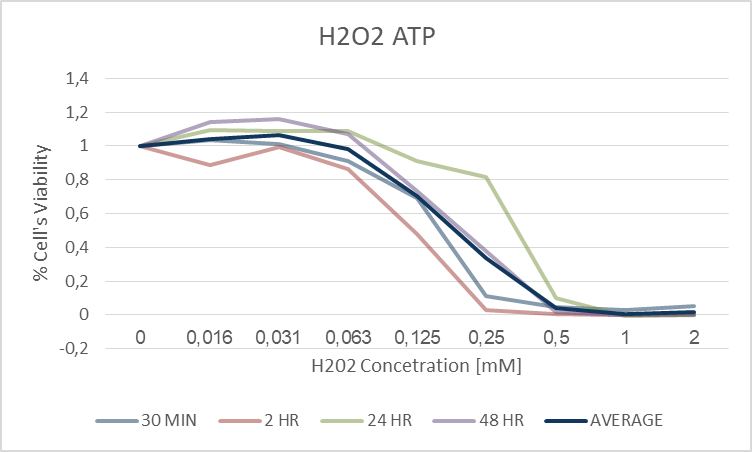 H2O2 ATP
% Cell's Viability
1,4
1,2
1
0,8
0,6
0,4
0,2
0
-0,2
0 0,016 0,031 0,063 0,125 0,25 0,5 1 2
H2O2 Concetration [mM]
30 MIN 2 HR 24 HR 48 HR AVERAGE